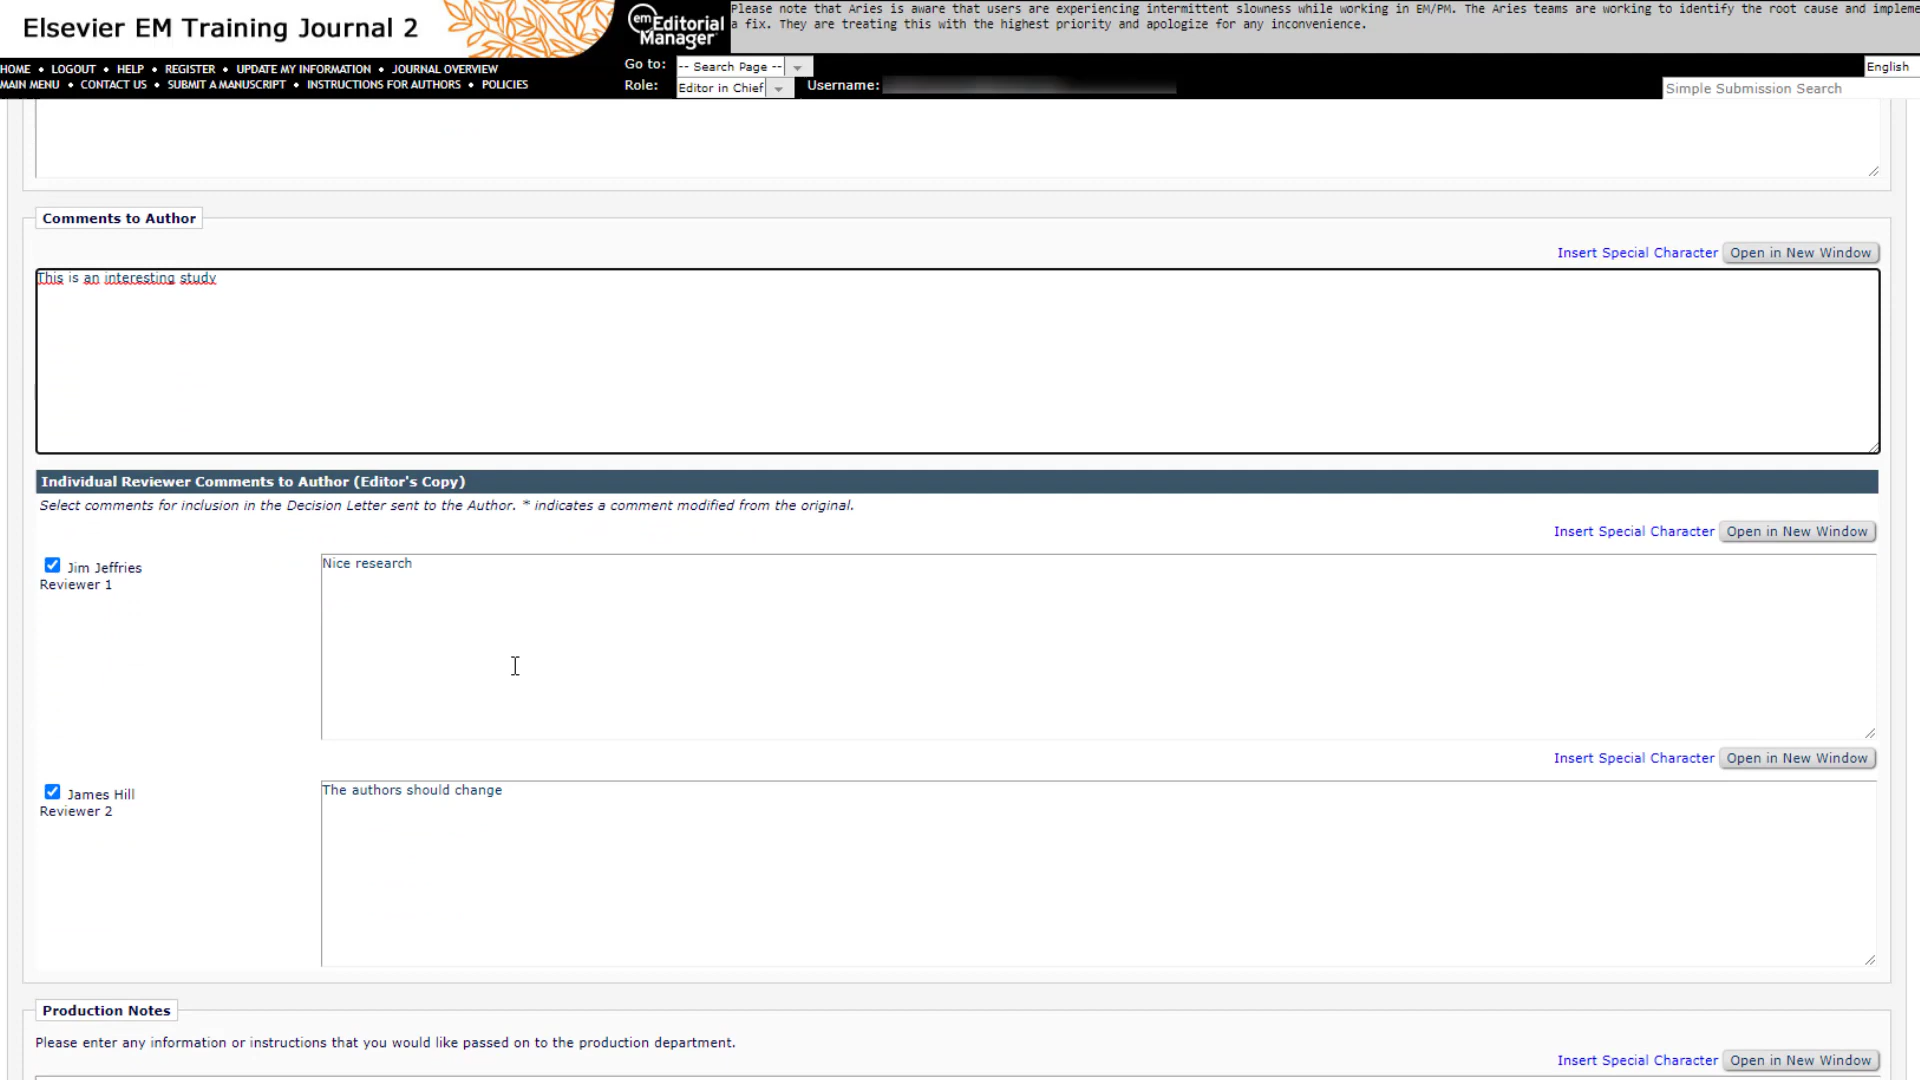 Elsevier EM Training Journal 2
em Editorial Manager®
Please note that Aries is aware that users are experiencing intermittent slowness while working in EM/PM. The Aries teams are working to identify the root cause and impleme
a fix. They are treating this with the highest priority and apologize for any inconvenience.
HOME • LOGOUT • HELP • REGISTER • UPDATE MY INFORMATION • JOURNAL OVERVIEW
MAIN MENU • CONTACT US • SUBMIT A MANUSCRIPT • INSTRUCTIONS FOR AUTHORS • POLICIES
Go to: -- Search Page --
Role: Editor in Chief Username:
English
Simple Submission Search
Comments to Author
Insert Special Character Open in New Window
This is an interesting study
Individual Reviewer Comments to Author (Editor's Copy)
Select comments for inclusion in the Decision Letter sent to the Author. * indicates a comment modified from the original.
Insert Special Character Open in New Window
Jim Jeffries
Reviewer 1
Nice research
Insert Special Character Open in New Window
James Hill
Reviewer 2
The authors should change
Production Notes
Please enter any information or instructions that you would like passed on to the production department.
Insert Special Character Open in New Window